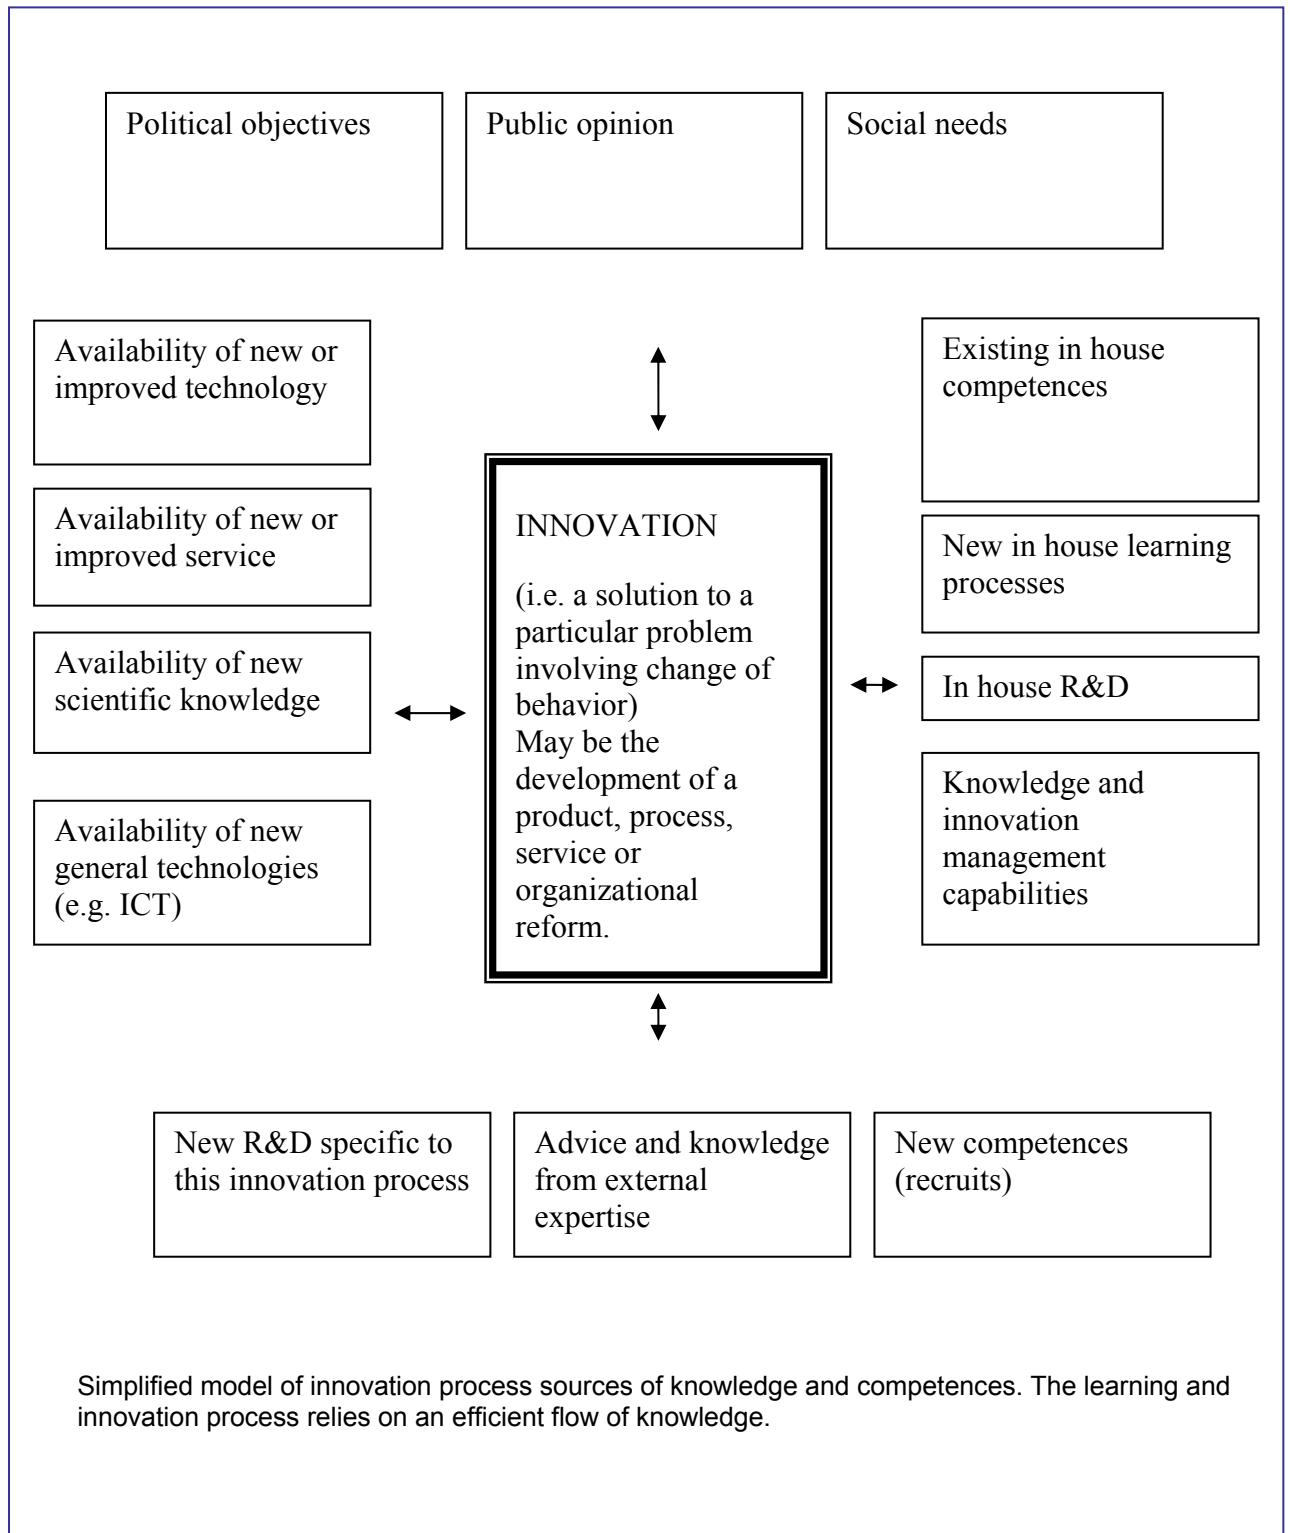 Political objectives
Public opinion
Social needs
Availability of new or
improved technology
Availability of new or
improved service
Availability of new
scientific knowledge
Availability of new
general technologies
(e.g. ICT)
INNOVATION
(i.e. a solution to a
particular problem
involving change of
behavior)
May be the
development of a
product, process,
service or
organizational
reform.
Existing in house
competences
New in house learning
processes
In house R&D
Knowledge and
innovation
management
capabilities
New R&D specific to
this innovation process
Advice and knowledge
from external
expertise
New competences
(recruits)
Simplified model of innovation process sources of knowledge and competences. The learning and
innovation process relies on an efficient flow of knowledge.